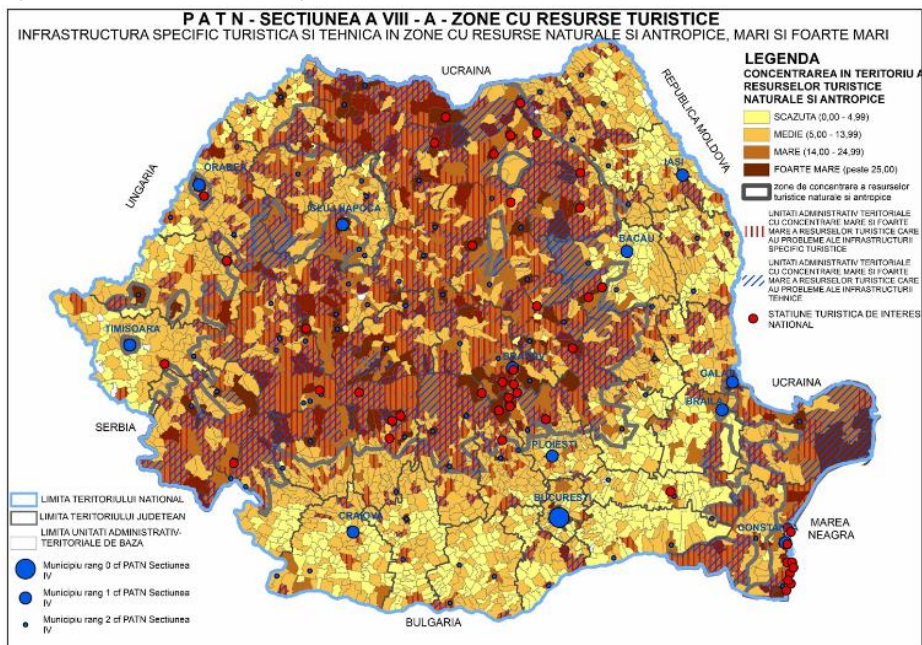 P A T N - SECTIUNEA A VIII - A - ZONE CU RESURSE TURISTICE
INFRASTRUCTURA SPECIFIC TURISTICA SI TEHNICA IN ZONE CU RESURSE NATURALE SI ANTROPICE, MARI SI FOARTE MARI
LEGENDA
CONCENTRAREA IN TERITORIU A
RESURSELOR TURISTICE
NATURALE SI ANTROPICE
SCAZUTA (0,00 - 4,99)
MEDIE (5,00 - 13,99)
MARE (14,00 - 24,99)
FOARTE MARE (peste 25,00)
zone de concentrare a resurselor
turistice naturale si antropice
UNITATI ADMINISTRATIV TERITORIALE
CU CONCENTRARE MARE SI FOARTE
MARE A RESURSELOR TURISTICE CARE
AU PROBLEME ALE INFRASTRUCTURII
SPECIFIC TURISTICE
UNITATI ADMINISTRATIV TERITORIALE
CU CONCENTRARE MARE SI FOARTE
MARE A RESURSELOR TURISTICE CARE
AU PROBLEME ALE INFRASTRUCTURII
TEHNICE
STATIUNE TURISTICA DE INTERES
NATIONAL
UCRAINA
REPUBLICA MOLDOVA
UNGARIA
ORADEA
IASI
CLUJ NAPOCA
BACAU
TIMISOARA
BRASOV
GALATI
UCRAINA
BRAILA
SERBIA
PLOIESTI
BUCURESTI
CRAIOVA
CONSTANTA
MAREA
NEAGRA
BULGARIA
LIMITA TERITORIULUI NATIONAL
LIMITA TERITORIULUI JUDETEAN
LIMITA UNITATI ADMINISTRATIV-
TERITORIALE DE BAZA
Municipiu rang 0 cf PATN Sectiunea
IV
Municipiu rang 1 cf PATN Sectiunea
IV
Municipiu rang 2 cf PATN Sectiunea
IV